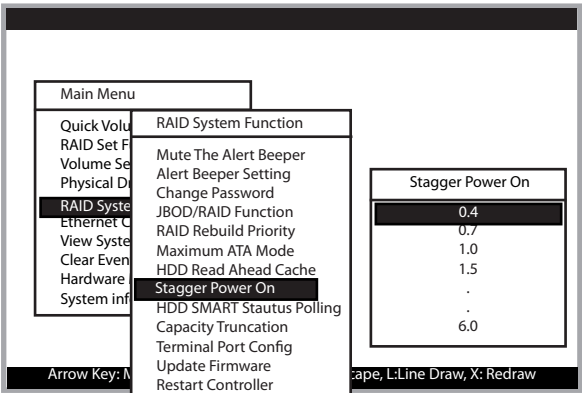 Main Menu
Quick Volu
RAID Set F
Volume Se
Physical D
RAID Syste
Ethernet C
View Syste
Clear Even
Hardware
System inf
RAID System Function
Mute The Alert Beeper
Alert Beeper Setting
Change Password
JBOD/RAID Function
RAID Rebuild Priority
Maximum ATA Mode
HDD Read Ahead Cache
Stagger Power On
HDD SMART Stautus Polling
Capacity Truncation
Terminal Port Config
Update Firmware
Restart Controller
Stagger Power On
0.4
0.7
1.0
1.5
.
.
6.0
Arrow Key: cape, L:Line Draw, X: Redraw